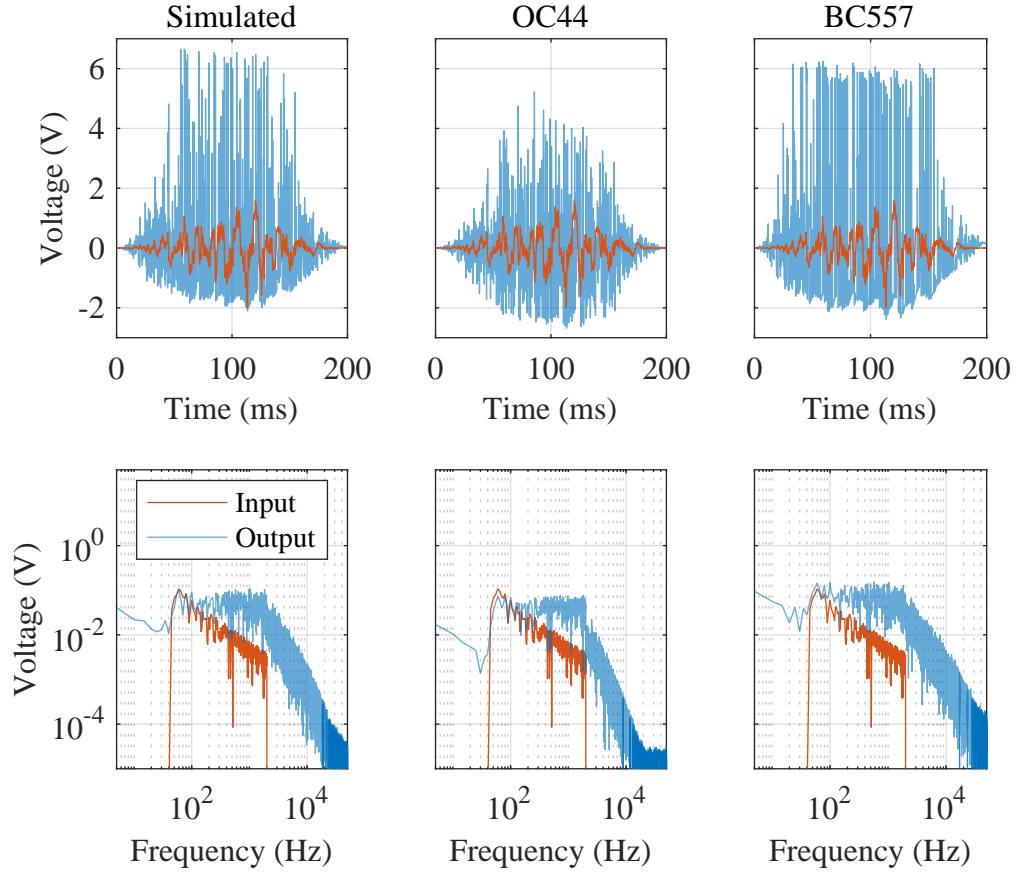 Simulated OC44 BC557
Voltage (V)
6
4
2
0
-2
0 100 200 0 100 200 0 100 200
Time (ms) Time (ms) Time (ms)
Voltage (V)
Input
Output
10^0
10^-2
10^-4
10^2 10^4 10^2 10^4 10^2 10^4
Frequency (Hz) Frequency (Hz) Frequency (Hz)